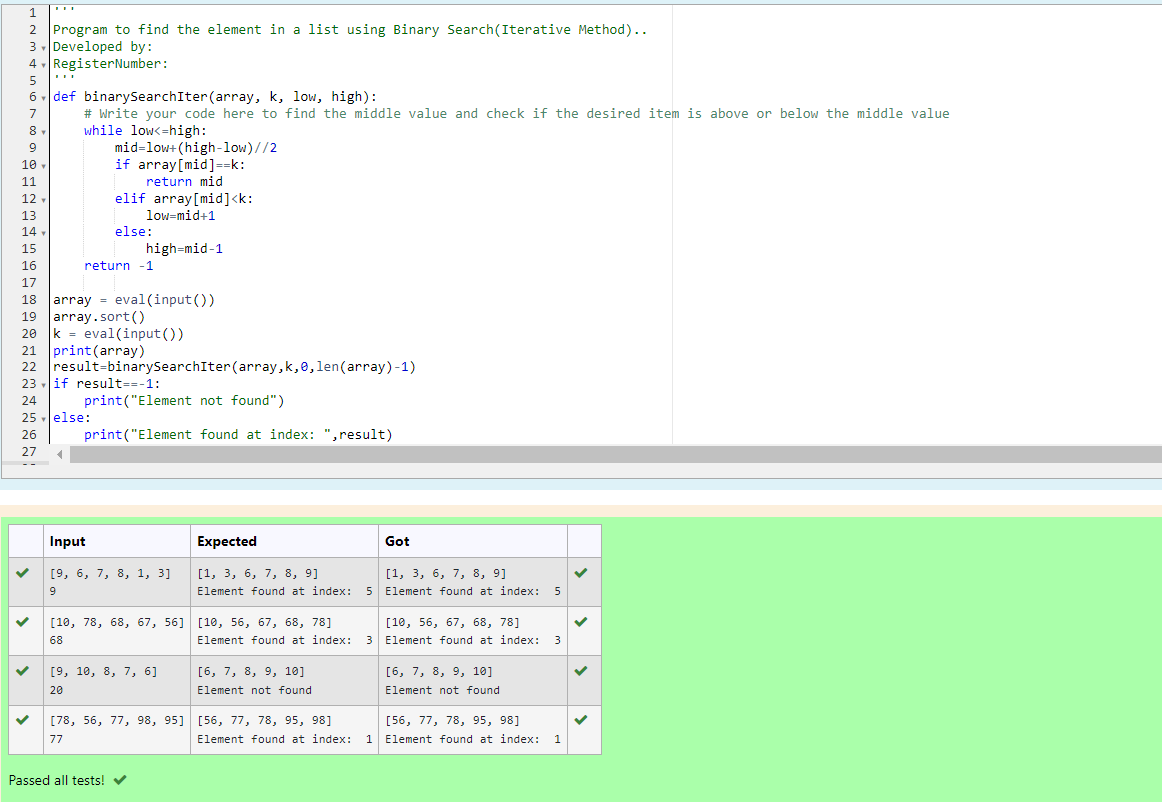 1 '''
2 Program to find the element in a list using Binary Search(Iterative Method)..
3 Developed by:
4 RegisterNumber:
5 '''
6 def binarySearchIter(array, k, low, high):
7     # Write your code here to find the middle value and check if the desired item is above or below the middle value
8     while low<=high:
9         mid=low+(high-low)//2
10         if array[mid]==k:
11             return mid
12         elif array[mid]<k:
13             low=mid+1
14         else:
15             high=mid-1
16     return -1
17
18 array = eval(input())
19 array.sort()
20 k = eval(input())
21 print(array)
22 result=binarySearchIter(array,k,0,len(array)-1)
23 if result==-1:
24     print("Element not found")
25 else:
26     print("Element found at index: ",result)
27
Input Expected Got
[9, 6, 7, 8, 1, 3] [1, 3, 6, 7, 8, 9] [1, 3, 6, 7, 8, 9]
9 Element found at index:  5 Element found at index:  5
[10, 78, 68, 67, 56] [10, 56, 67, 68, 78] [10, 56, 67, 68, 78]
68 Element found at index:  3 Element found at index:  3
[9, 10, 8, 7, 6] [6, 7, 8, 9, 10] [6, 7, 8, 9, 10]
20 Element not found Element not found
[78, 56, 77, 98, 95] [56, 77, 78, 95, 98] [56, 77, 78, 95, 98]
77 Element found at index:  1 Element found at index:  1
Passed all tests!